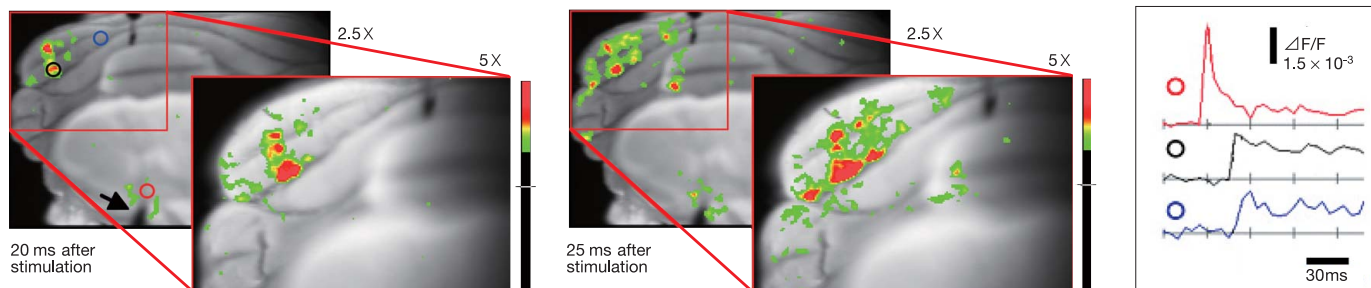 2.5 X
5 X
20 ms after
stimulation
2.5 X
5 X
25 ms after
stimulation
⊿F/F
1.5 × 10⁻³
30ms